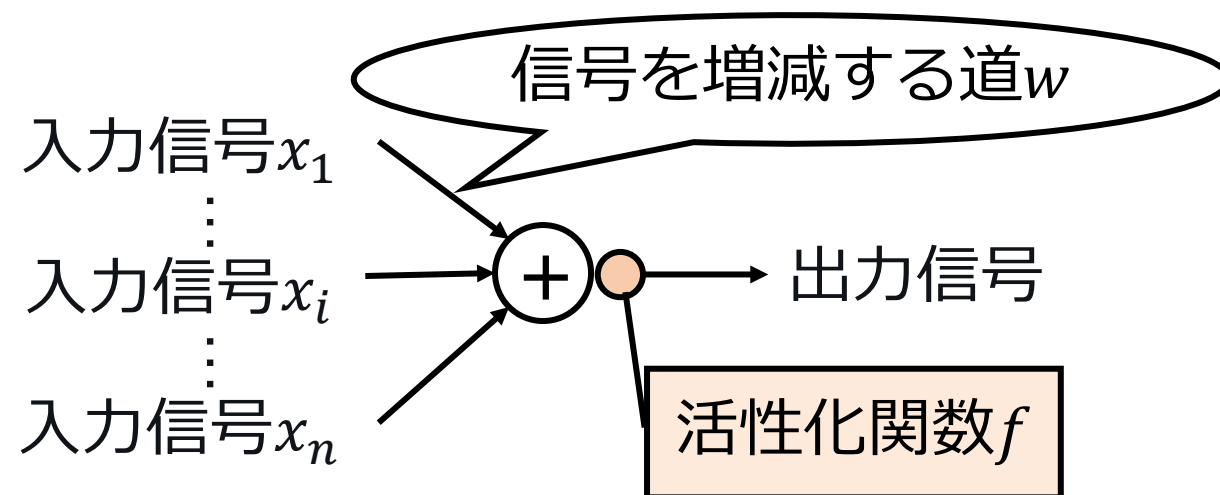 信号を増減する道w
入力信号x₁
⋮
入力信号xᵢ
+
出力信号
⋮
入力信号xₙ
活性化関数f